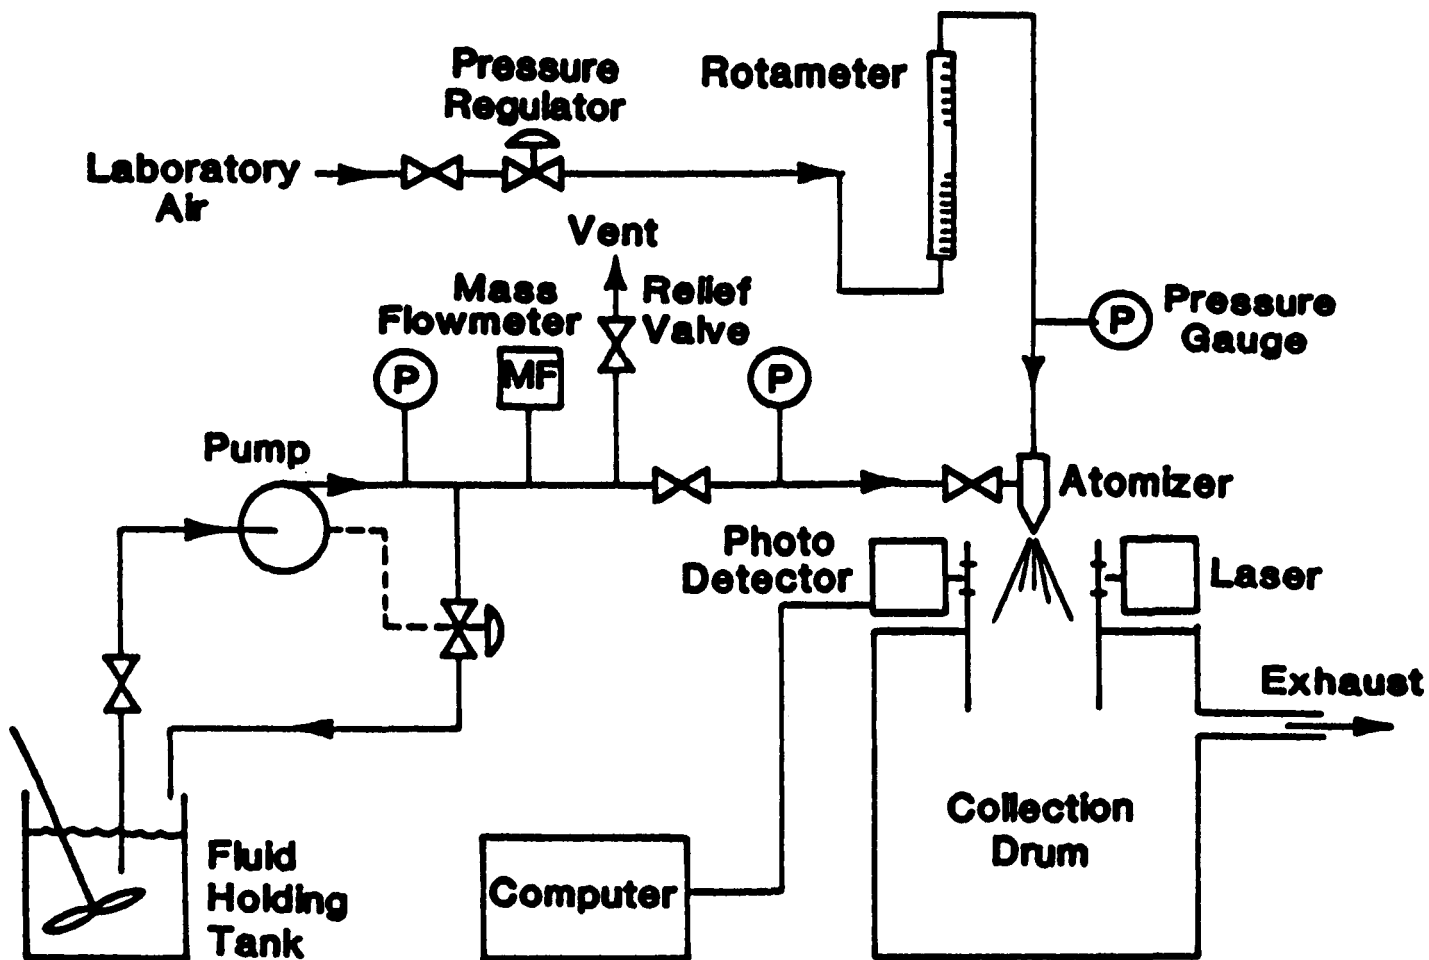 Pressure
Regulator
Rotameter
Laboratory
Air
Vent
Mass
Flowmeter
Relief
Valve
Pressure
Gauge
P
P
MF
P
Pump
Atomizer
Photo
Detector
Laser
Exhaust
Collection
Drum
Computer
Fluid
Holding
Tank